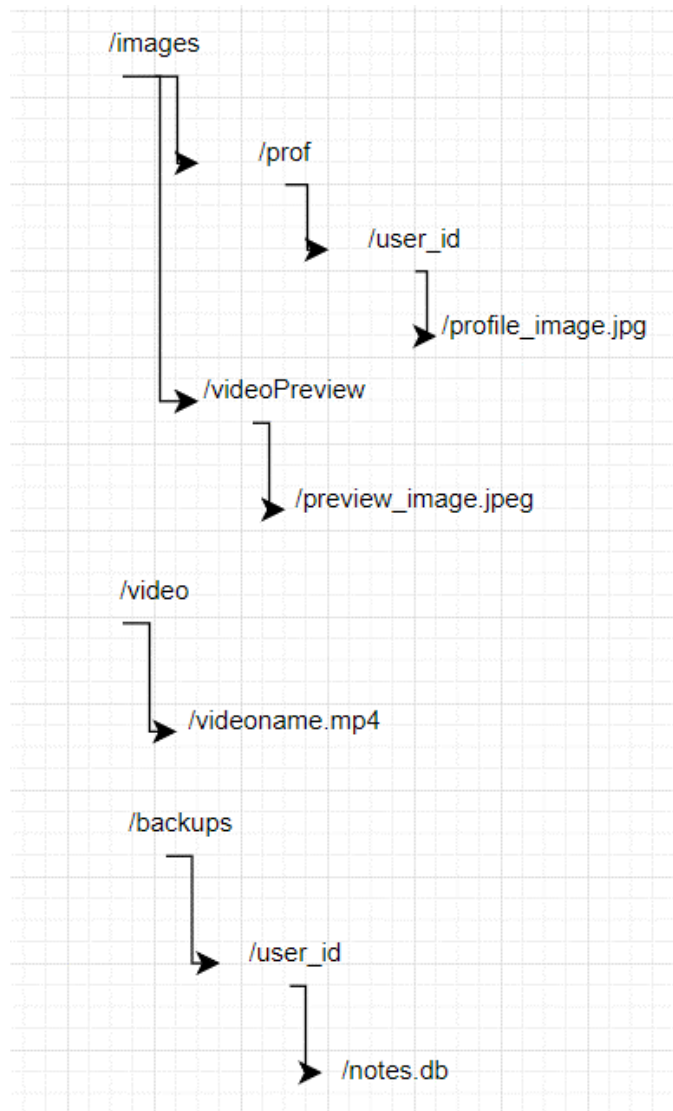 /images
/prof
/user_id
/profile_image.jpg
/videoPreview
/preview_image.jpeg
/video
/videoname.mp4
/backups
/user_id
/notes.db